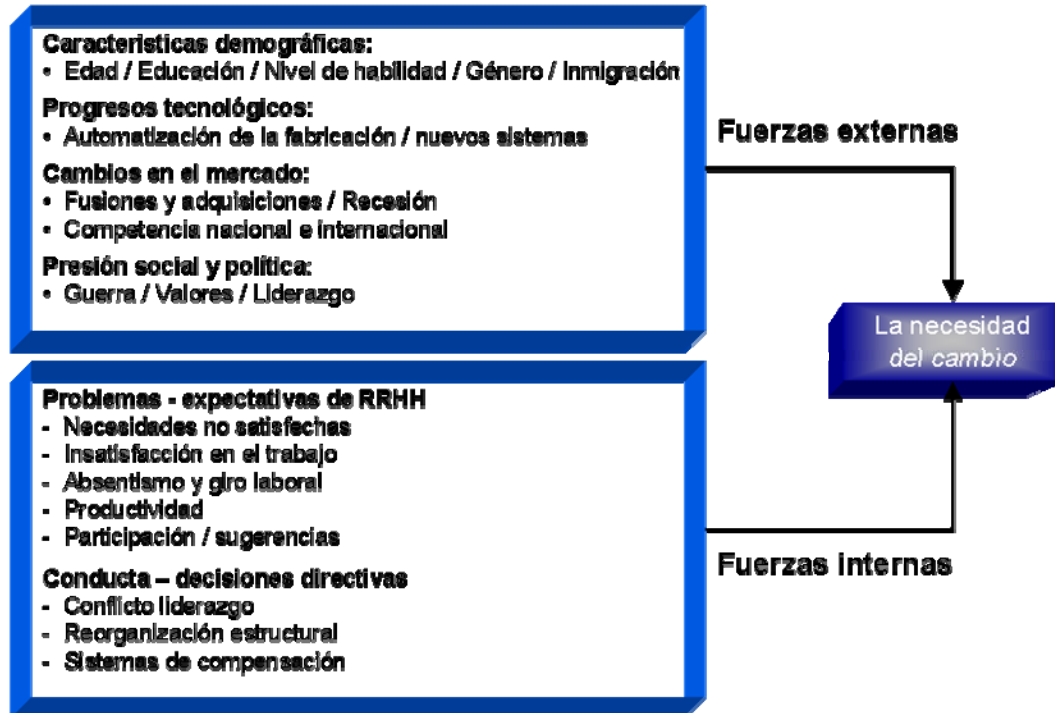 Caracteristicas demográficas:
• Edad / Educación / Nivel de habilidad / Género / Inmigración
Progresos tecnológicos:
• Automatización de la fabricación / nuevos sistemas
Cambios en el mercado:
• Fusiones y adquisiciones / Recesión
• Competencia nacional e internacional
Presión social y política:
• Guerra / Valores / Liderazgo
Fuerzas externas
La necesidad
del cambio
Problemas - expectativas de RRHH
- Necesidades no satisfechas
- Insatisfacción en el trabajo
- Absentismo y giro laboral
- Productividad
- Participación / sugerencias
Conducta – decisiones directivas
- Conflicto liderazgo
- Reorganización estructural
- Sistemas de compensación
Fuerzas internas